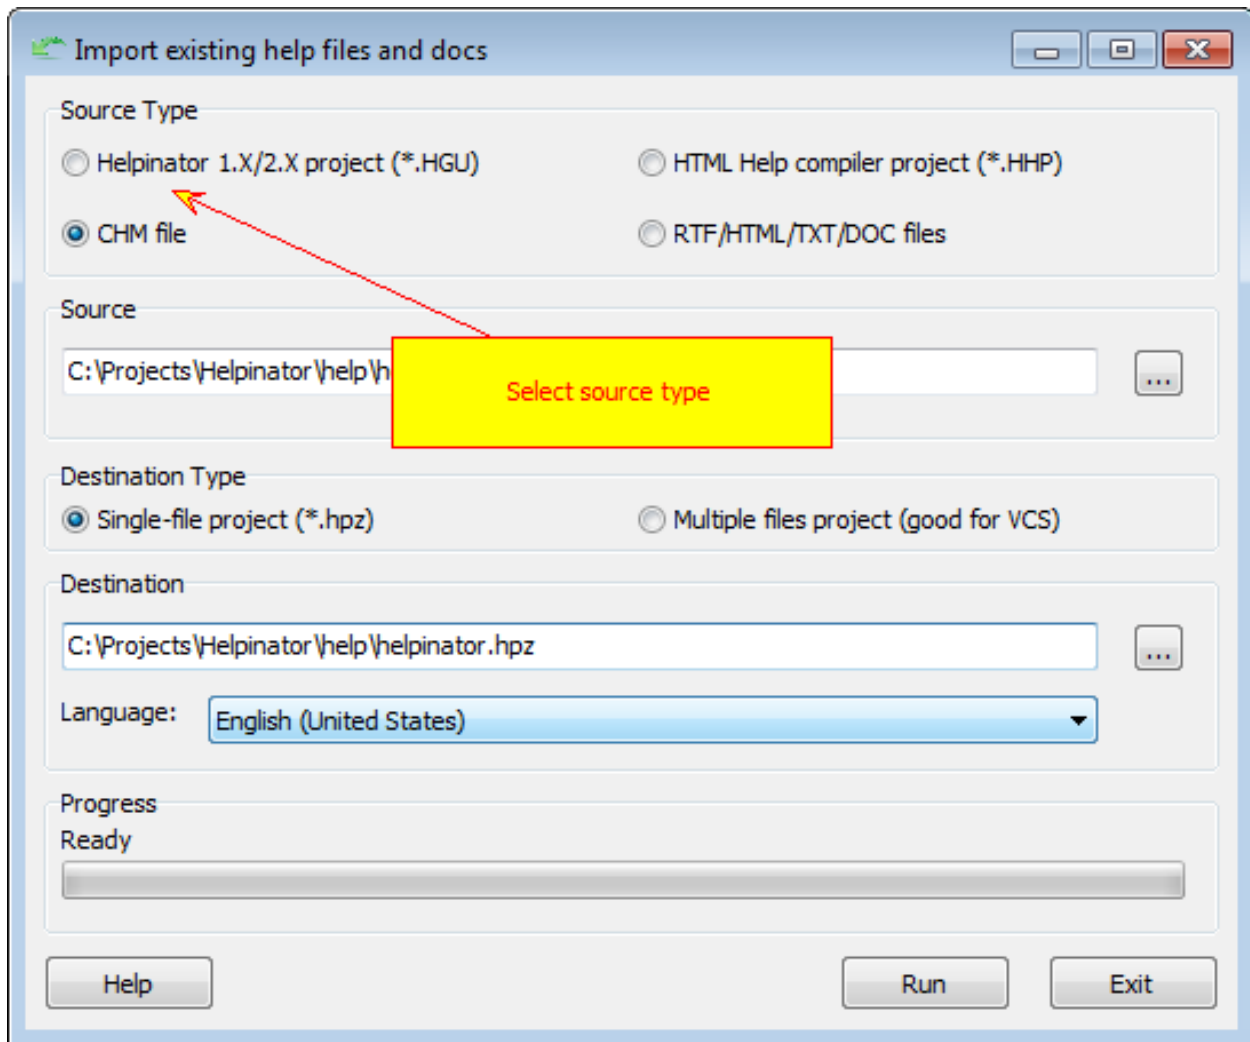 Import existing help files and docs
Source Type
Helpinator 1.X/2.X project (*.HGU)
HTML Help compiler project (*.HHP)
CHM file
RTF/HTML/TXT/DOC files
Source
C:\Projects\Helpinator\help\h
...
Select source type
Destination Type
Single-file project (*.hpz)
Multiple files project (good for VCS)
Destination
C:\Projects\Helpinator\help\helpinator.hpz
...
Language:
English (United States)
Progress
Ready
Help
Run
Exit